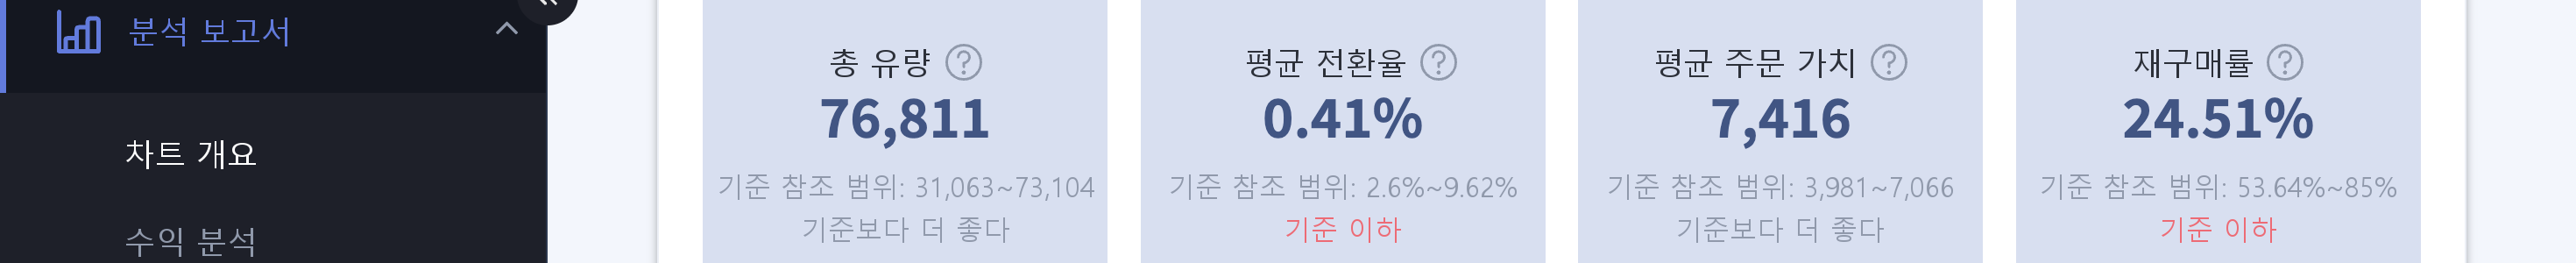 분석 보고서
차트 개요
수익 분석
총 유량
76,811
기준 참조 범위: 31,063~73,104
기준보다 더 좋다
평균 전환율
0.41%
기준 참조 범위: 2.6%~9.62%
기준 이하
평균 주문 가치
7,416
기준 참조 범위: 3,981~7,066
기준보다 더 좋다
재구매률
24.51%
기준 참조 범위: 53.64%~85%
기준 이하